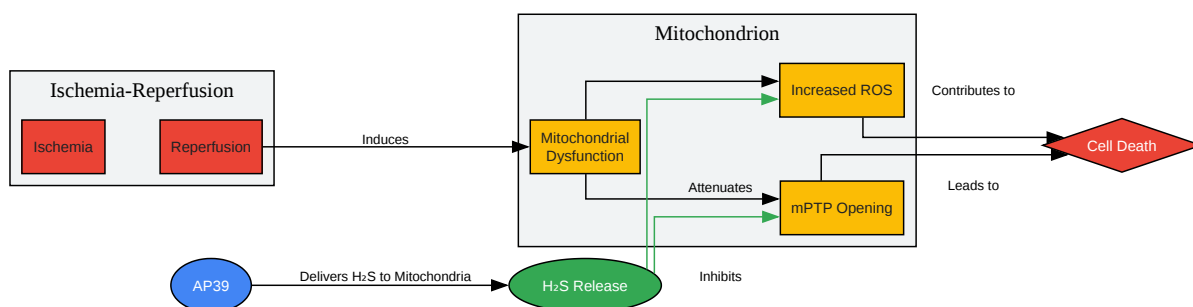 Mitochondrion
Ischemia-Reperfusion
Increased ROS
Contributes to
Ischemia
Reperfusion
Induces
Mitochondrial
Dysfunction
Cell Death
Attenuates
Leads to
mPTP Opening
AP39
Delivers H₂S to Mitochondria
H₂S Release
Inhibits